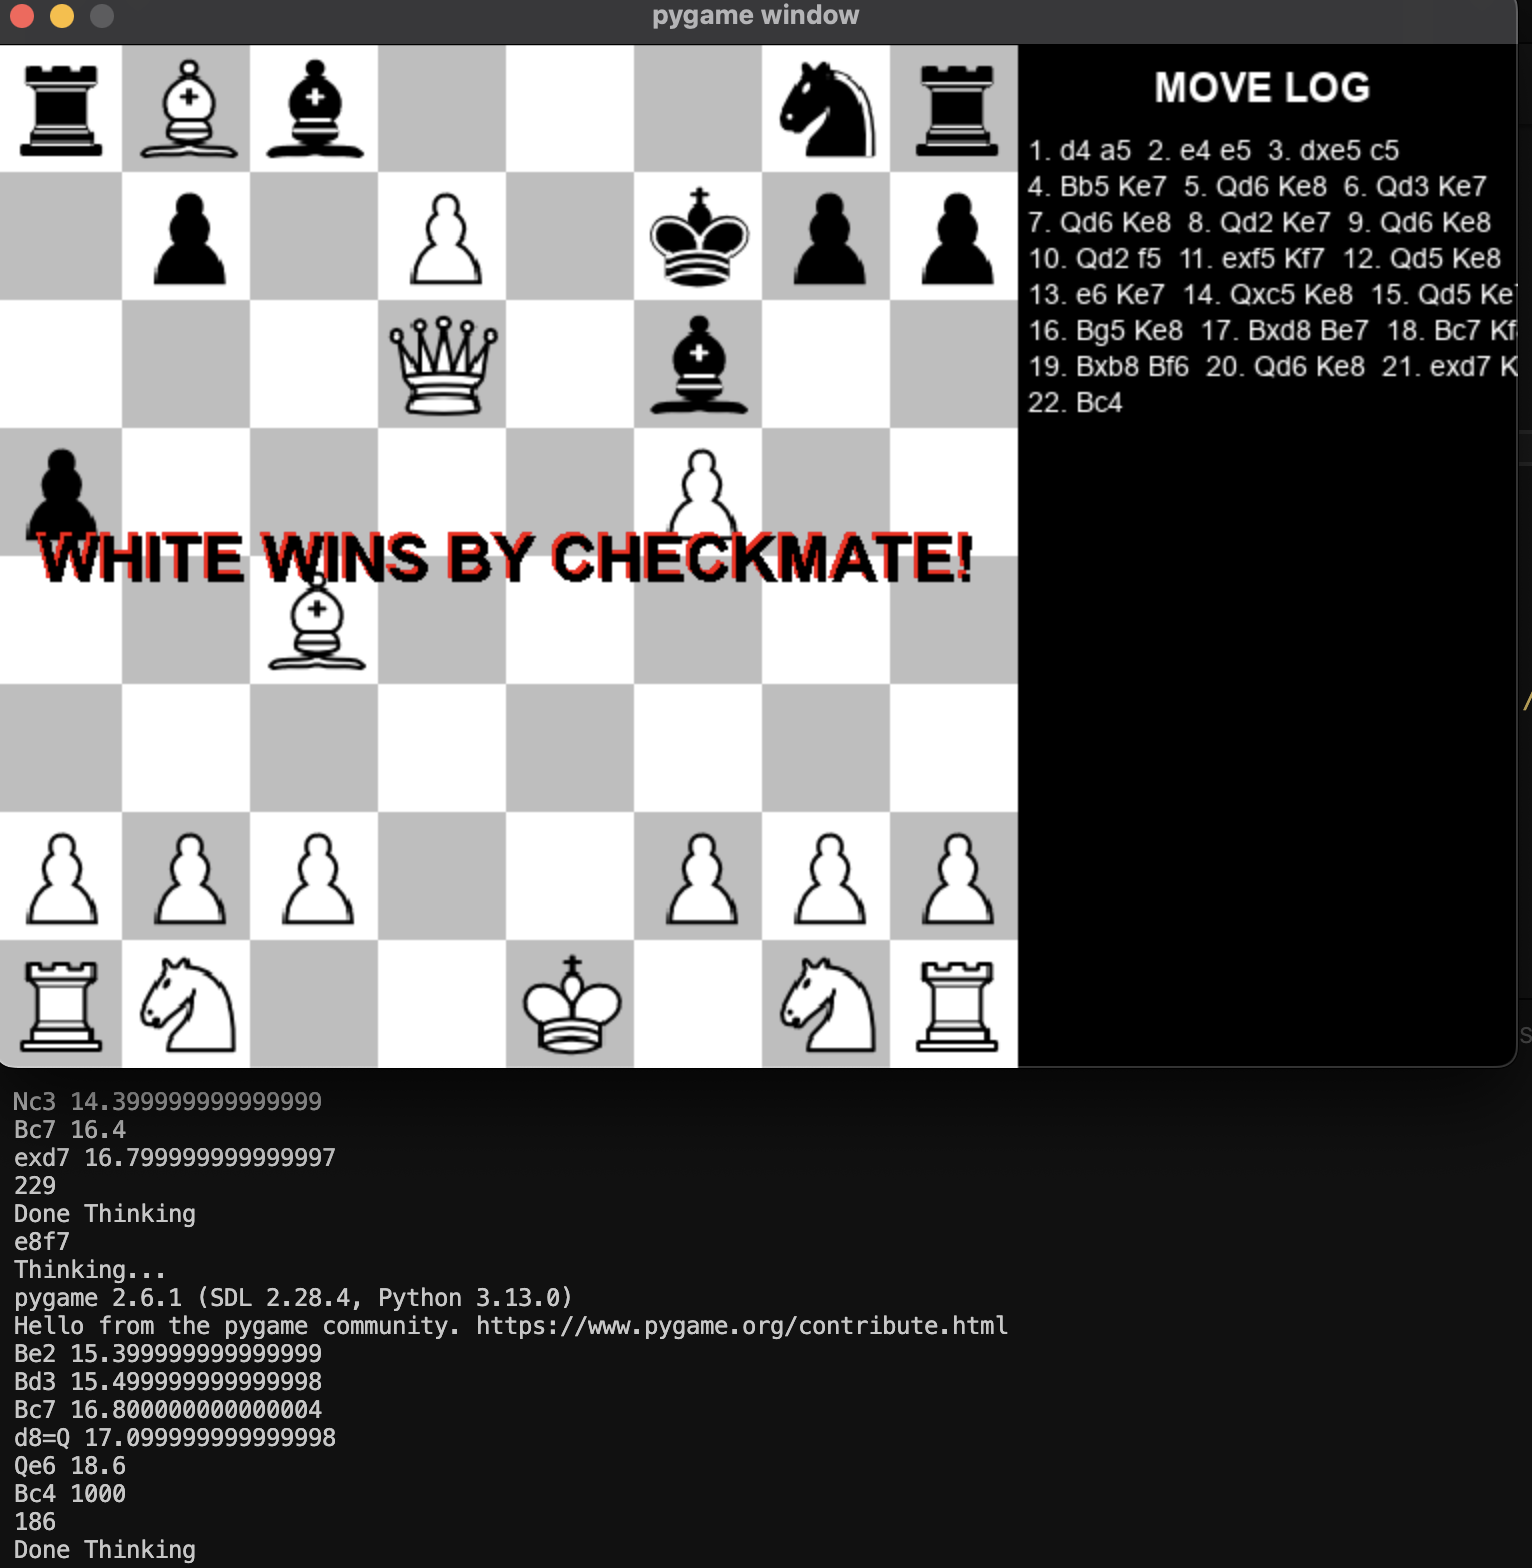 pygame window
MOVE LOG
1. d4 a5 2. e4 e5 3. dxe5 c5
4. Bb5 Ke7 5. Qd6 Ke8 6. Qd3 Ke7
7. Qd6 Ke8 8. Qd2 Ke7 9. Qd6 Ke8
10. Qd2 f5 11. exf5 Kf7 12. Qd5 Ke8
13. e6 Ke7 14. Qxc5 Ke8 15. Qd5 Ke
16. Bg5 Ke8 17. Bxd8 Be7 18. Bc7 Kf
19. Bxb8 Bf6 20. Qd6 Ke8 21. exd7 K
22. Bc4
WHITE WINS BY CHECKMATE!
Nc3 14.399999999999999
Bc7 16.4
exd7 16.799999999999997
229
Done Thinking
e8f7
Thinking...
pygame 2.6.1 (SDL 2.28.4, Python 3.13.0)
Hello from the pygame community. https://www.pygame.org/contribute.html
Be2 15.399999999999999
Bd3 15.499999999999998
Bc7 16.800000000000004
d8=Q 17.099999999999998
Qe6 18.6
Bc4 1000
186
Done Thinking